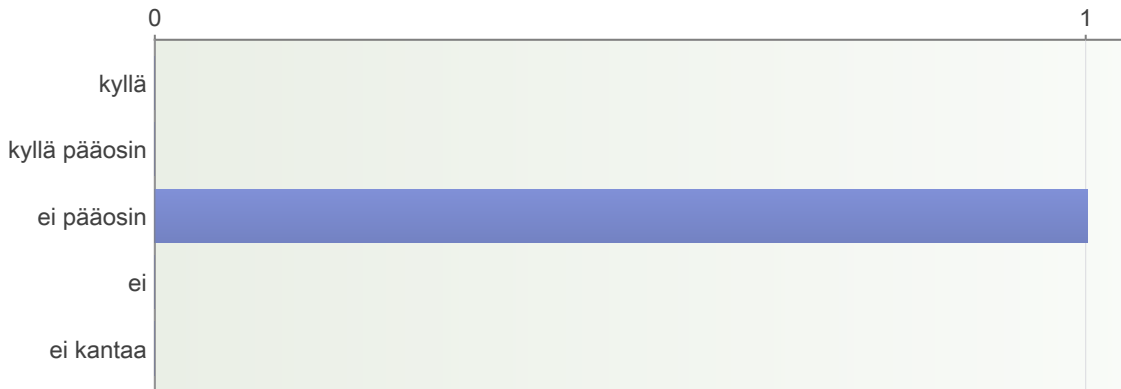 0 1
kyllä
kyllä pääosin
ei pääosin
ei
ei kantaa